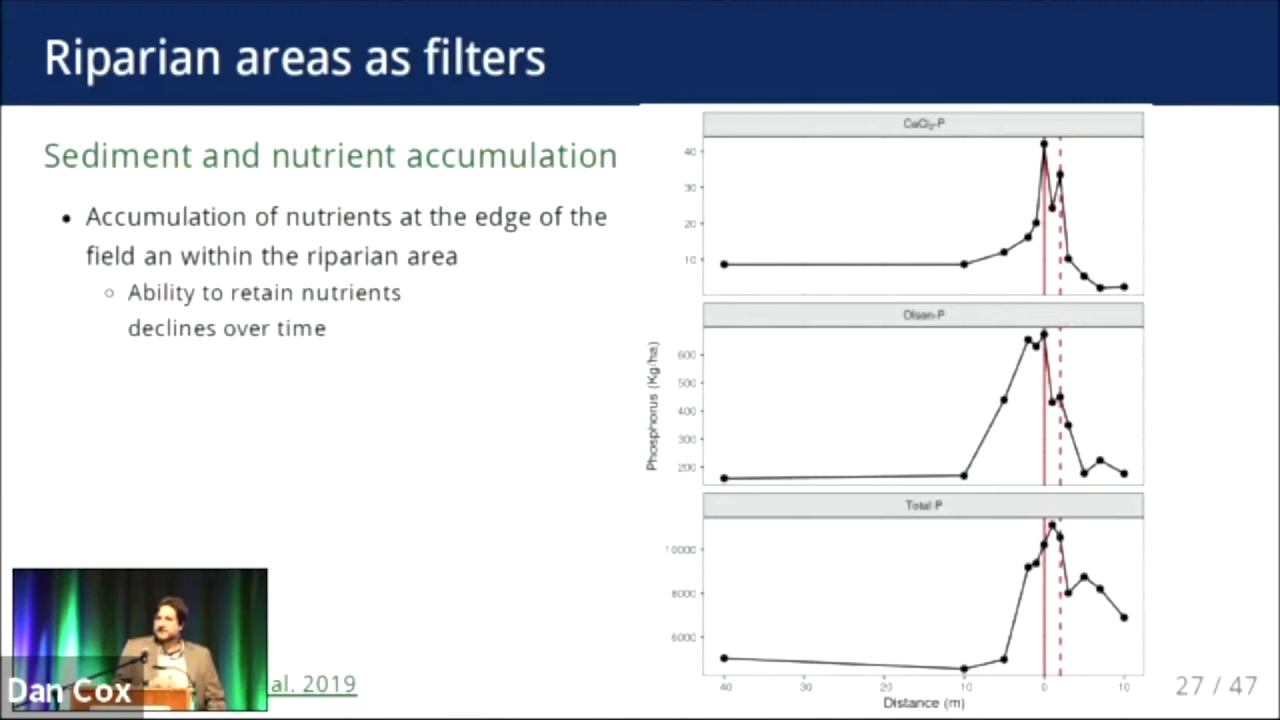 Riparian areas as filters
Sediment and nutrient accumulation
• Accumulation of nutrients at the edge of the
field an within the riparian area
○ Ability to retain nutrients
declines over time
CaCl₂-P
40
30
20
10
Olsen-P
600
500
400
300
200
Phosphorus (Kg/ha)
Total P
10000
8000
6000
40 30 20 10 0 10
Distance (m)
Dan Cox
al. 2019
27 / 47